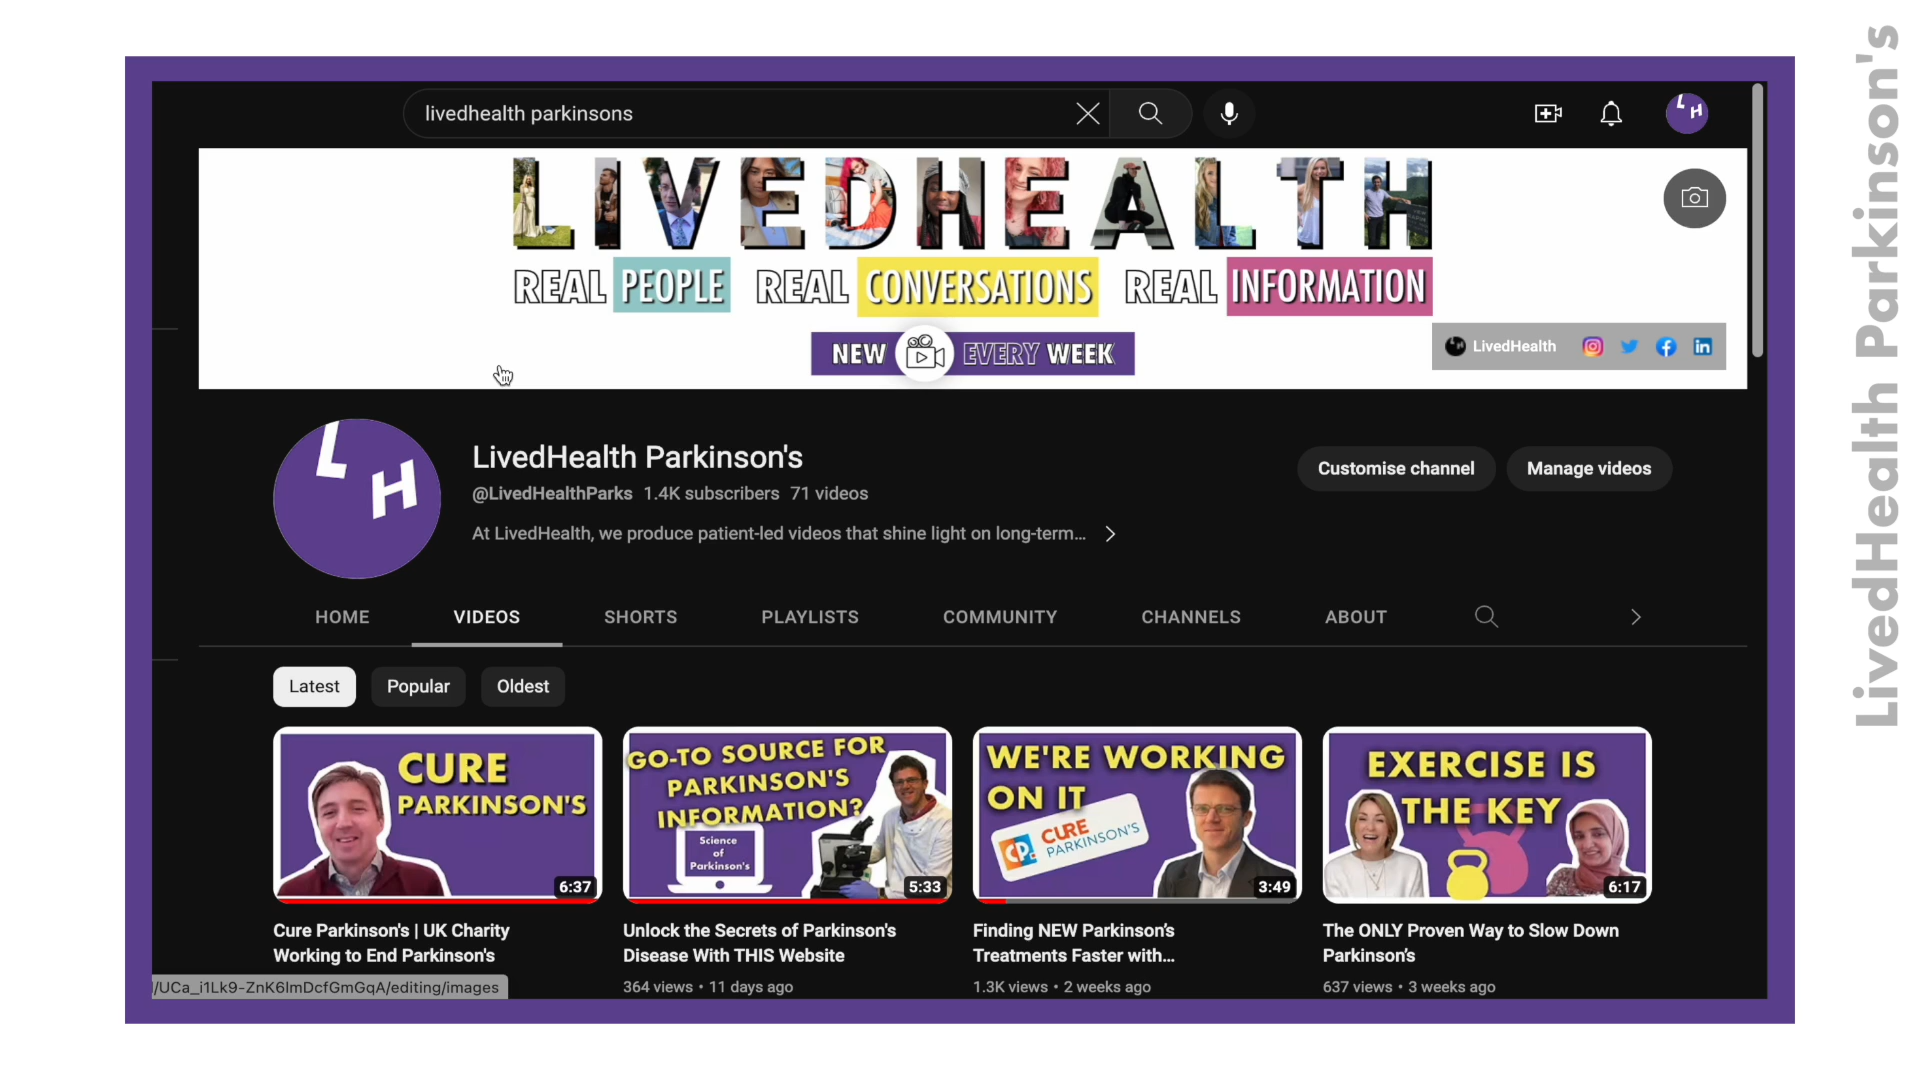 livedhealth parkinsons
LIVEDHEALTH
REAL PEOPLE REAL CONVERSATIONS REAL INFORMATION
NEW EVERY WEEK
LivedHealth
LH
LivedHealth Parkinson's
@LivedHealthParks 1.4K subscribers 71 videos
At LivedHealth, we produce patient-led videos that shine light on long-term...
Customise channel
Manage videos
HOME VIDEOS SHORTS PLAYLISTS COMMUNITY CHANNELS ABOUT
Latest Popular Oldest
CURE
PARKINSON'S
6:37
Cure Parkinson's | UK Charity
Working to End Parkinson's
GO-TO SOURCE FOR
PARKINSON'S
INFORMATION?
Science
of
Parkinson's
5:33
Unlock the Secrets of Parkinson's
Disease With THIS Website
364 views • 11 days ago
WE'RE WORKING
ON IT
CP.
CURE
PARKINSON'S
3:49
Finding NEW Parkinson's
Treatments Faster with...
1.3K views • 2 weeks ago
EXERCISE IS
THE KEY
6:17
The ONLY Proven Way to Slow Down
Parkinson's
637 views • 3 weeks ago
/UCa_i1Lk9-ZnK6ImDcfGmGqA/editing/images
LivedHealth Parkinson's